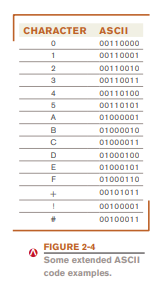 CHARACTER ASCII
0 00110000
1 00110001
2 00110010
3 00110011
4 00110100
5 00110101
A 01000001
B 01000010
C 01000011
D 01000100
E 01000101
F 01000110
+ 00101011
! 00100001
# 00100011
FIGURE 2-4
Some extended ASCII
code examples.